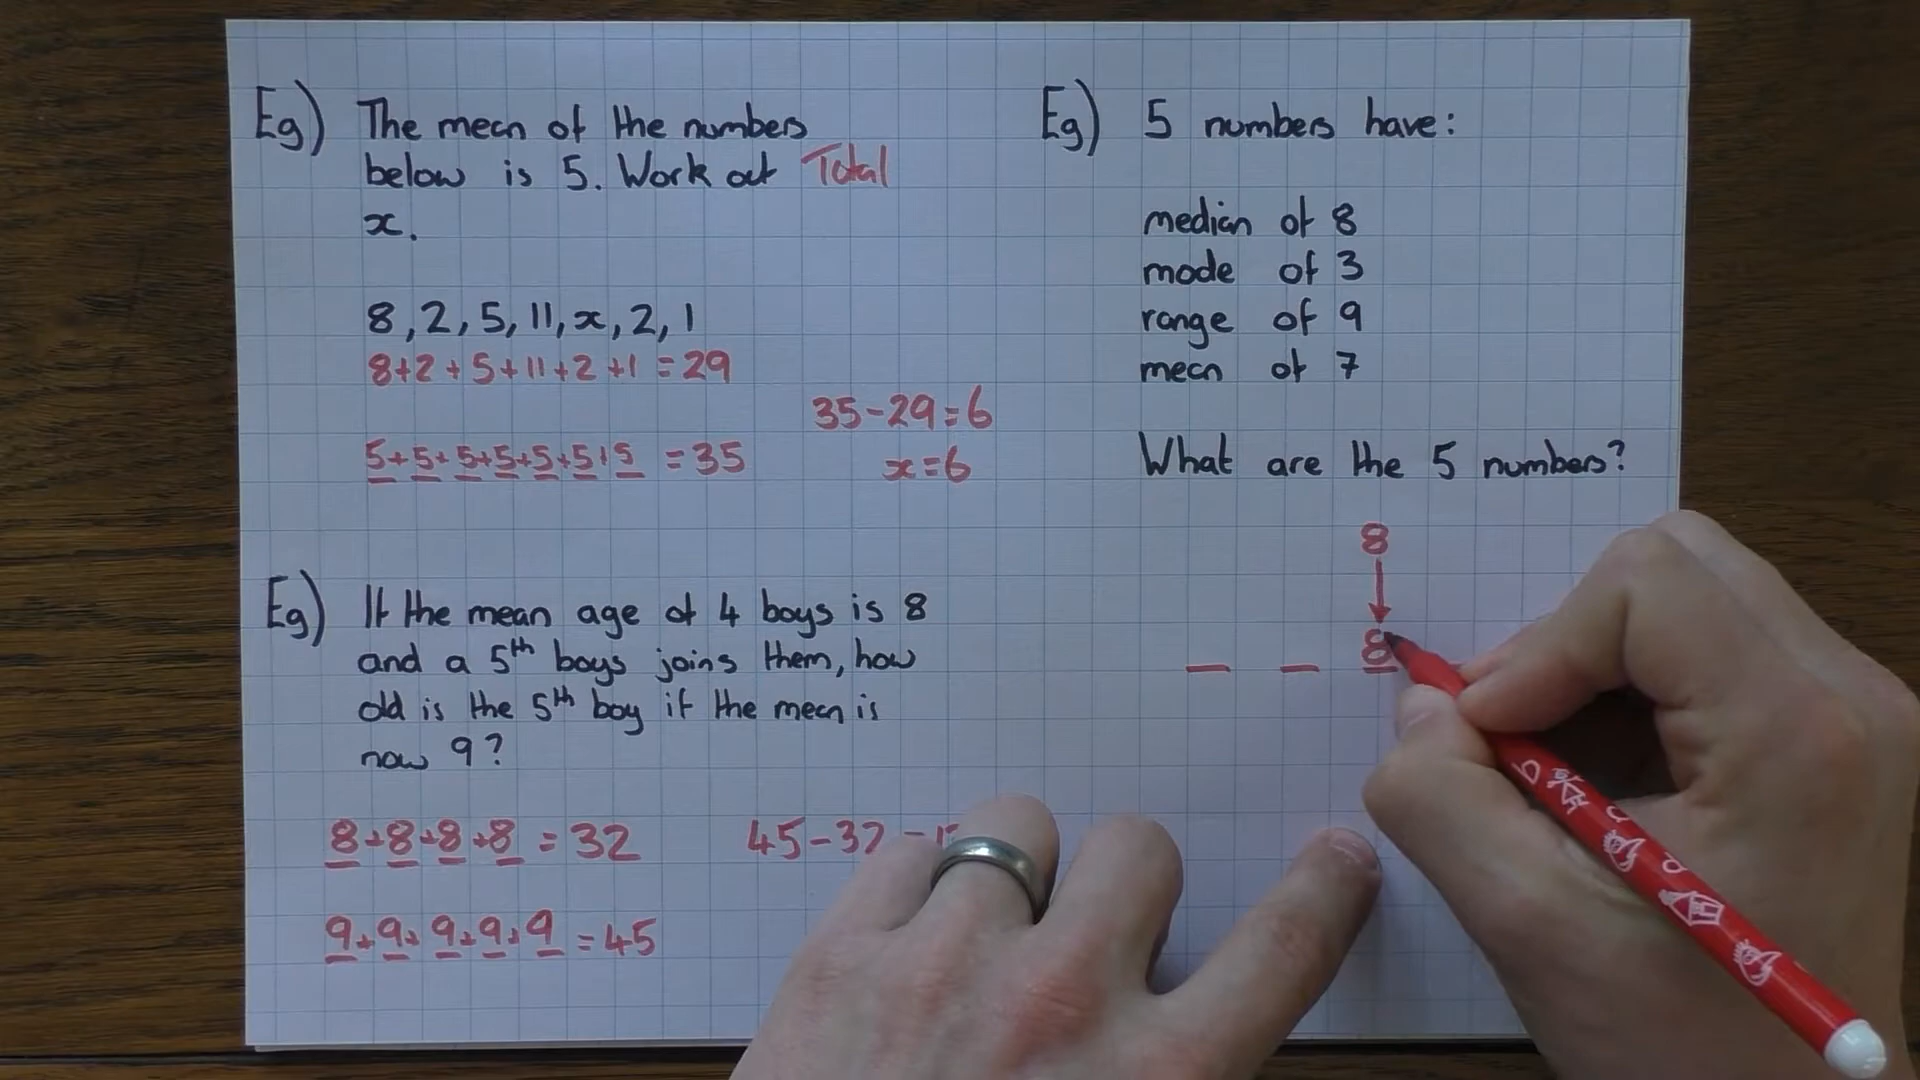 Eg) The mean of the numbers
below is 5. Work out Total
x.
8, 2, 5, 11, x, 2, 1
8+2+5+11+2+1 = 29
35-29=6
5+5+5+5+5+5+5 = 35
x=6
Eg) If the mean age of 4 boys is 8
and a 5th boys joins them, how
old is the 5th boy if the mean is
now 9?
8+8+8+8 = 32
45-32 =
9+9+9+9+9 = 45
Eg) 5 numbers have:
median of 8
mode of 3
range of 9
mean of 7
What are the 5 numbers?
8
8